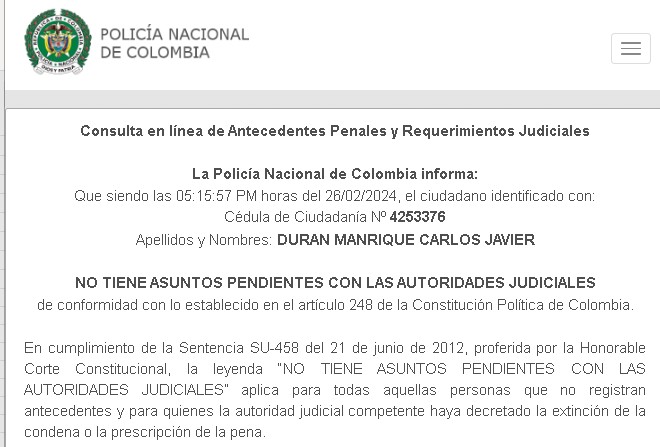 POLICÍA NACIONAL
DE COLOMBIA
Consulta en línea de Antecedentes Penales y Requerimientos Judiciales
La Policía Nacional de Colombia informa:
Que siendo las 05:15:57 PM horas del 26/02/2024, el ciudadano identificado con:
Cédula de Ciudadanía Nº 4253376
Apellidos y Nombres: DURAN MANRIQUE CARLOS JAVIER
NO TIENE ASUNTOS PENDIENTES CON LAS AUTORIDADES JUDICIALES
de conformidad con lo establecido en el artículo 248 de la Constitución Política de Colombia.
En cumplimiento de la Sentencia SU-458 del 21 de junio de 2012, proferida por la Honorable
Corte Constitucional, la leyenda “NO TIENE ASUNTOS PENDIENTES CON LAS
AUTORIDADES JUDICIALES” aplica para todas aquellas personas que no registran
antecedentes y para quienes la autoridad judicial competente haya decretado la extinción de la
condena o la prescripción de la pena.